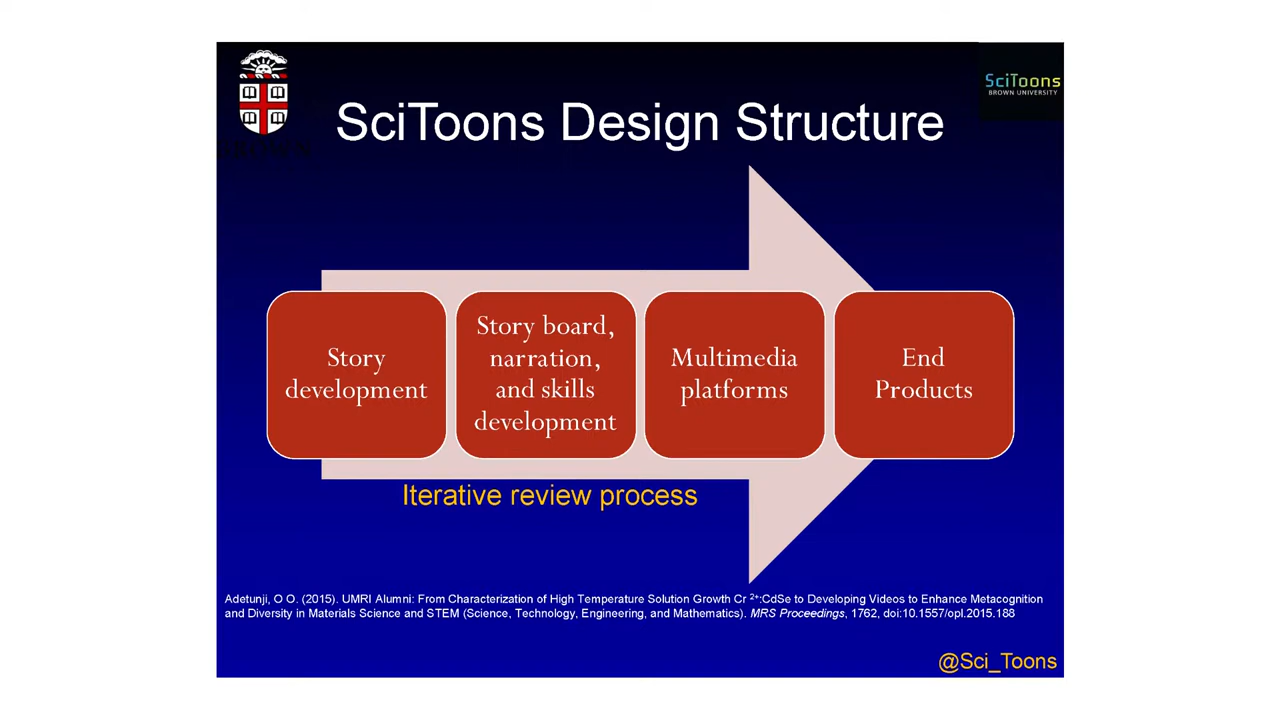 SciToons
BROWN UNIVERSITY
SciToons Design Structure
Story
development
Story board,
narration,
and skills
development
Multimedia
platforms
End
Products
Iterative review process
Adetunji, O O. (2015). UMRI Alumni: From Characterization of High Temperature Solution Growth Cr 2+:CdSe to Developing Videos to Enhance Metacognition
and Diversity in Materials Science and STEM (Science, Technology, Engineering, and Mathematics). MRS Proceedings, 1762, doi:10.1557/opl.2015.188
@Sci_Toons